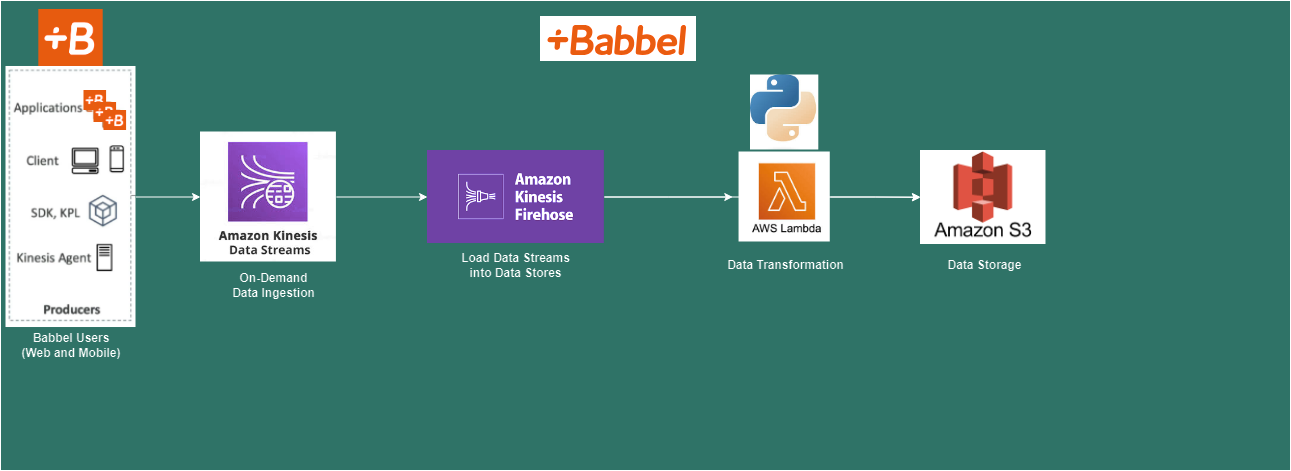 +B
+Babbel
Applications
+B
+B
+B
Client
SDK, KPL
Kinesis Agent
Producers
Babbel Users
(Web and Mobile)
Amazon Kinesis
Data Streams
On-Demand
Data Ingestion
Amazon
Kinesis
Firehose
Load Data Streams
into Data Stores
AWS Lambda
Data Transformation
Amazon S3
Data Storage